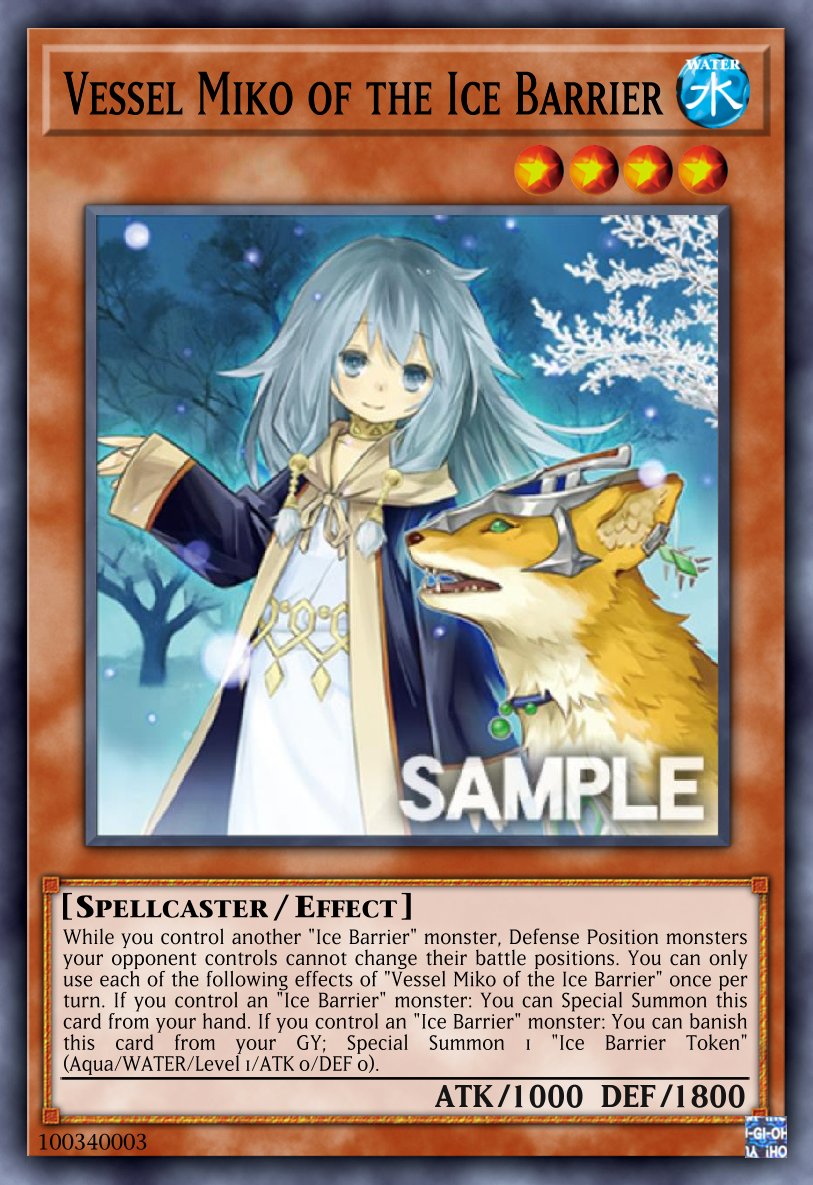 Vessel Miko of the Ice Barrier
WATER
水
SAMPLE
[Spellcaster / Effect]
While you control another "Ice Barrier" monster, Defense Position monsters
your opponent controls cannot change their battle positions. You can only
use each of the following effects of "Vessel Miko of the Ice Barrier" once per
turn. If you control an "Ice Barrier" monster: You can Special Summon this
card from your hand. If you control an "Ice Barrier" monster: You can banish
this card from your GY; Special Summon 1 "Ice Barrier Token"
(Aqua/WATER/Level 1/ATK 0/DEF 0).
ATK/1000 DEF/1800
100340003